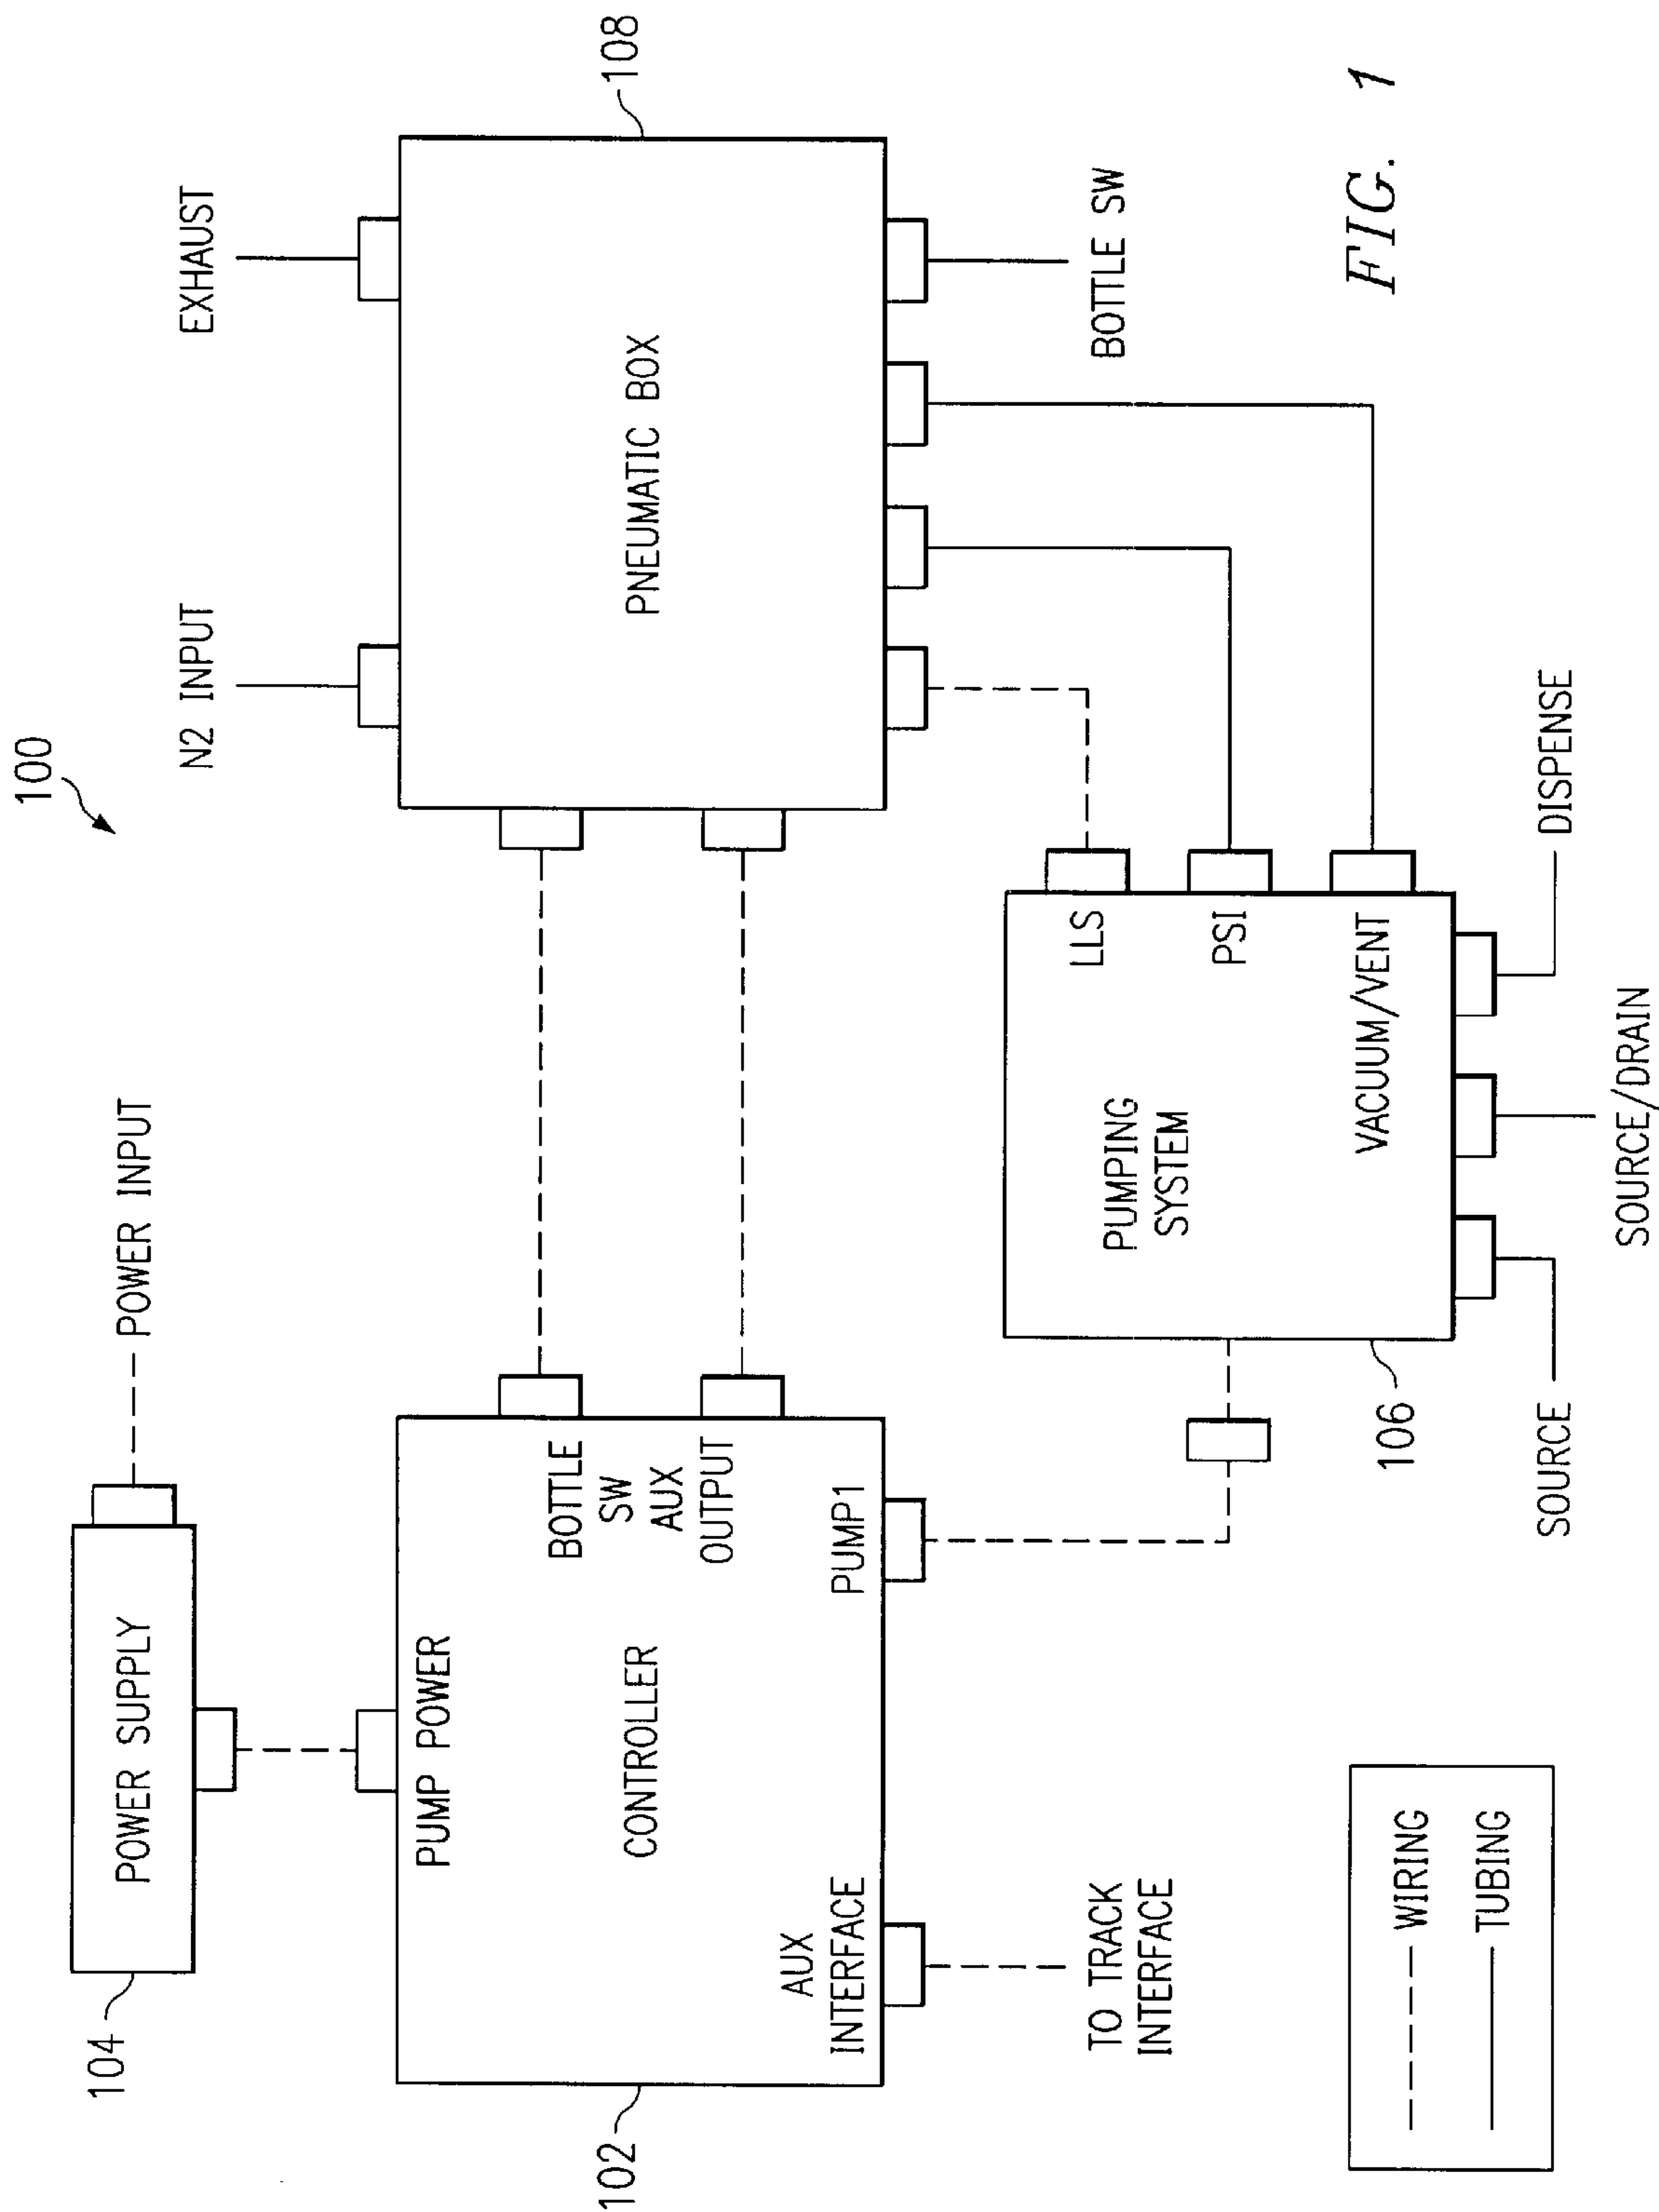 100
104
POWER SUPPLY
POWER INPUT
N2 INPUT
EXHAUST
102
PUMP POWER
CONTROLLER
BOTTLE
SW
AUX
OUTPUT
AUX
INTERFACE
PUMP1
TO TRACK
INTERFACE
PNEUMATIC BOX
108
BOTTLE SW
PUMPING
SYSTEM
LLS
PSI
VACUUM/VENT
106
SOURCE
SOURCE/DRAIN
DISPENSE
WIRING
TUBING
FIG. 1